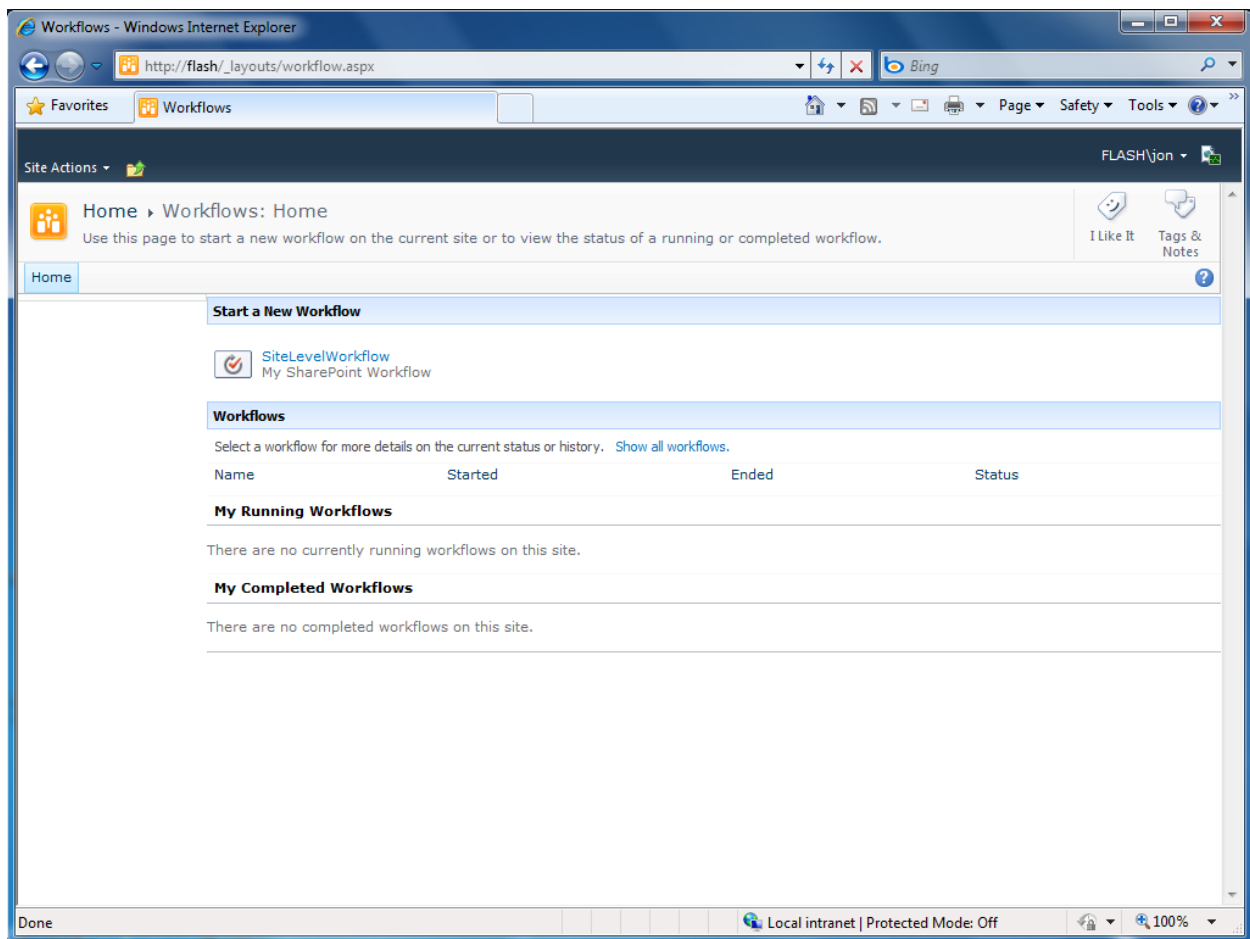 Workflows - Windows Internet Explorer
http://flash/_layouts/workflow.aspx
Bing
Favorites
Workflows
Page
Safety
Tools
Site Actions
FLASH\jon
Home Workflows: Home
Use this page to start a new workflow on the current site or to view the status of a running or completed workflow.
I Like It
Tags &
Notes
Home
Start a New Workflow
SiteLevelWorkflow
My SharePoint Workflow
Workflows
Select a workflow for more details on the current status or history. Show all workflows.
Name Started Ended Status
My Running Workflows
There are no currently running workflows on this site.
My Completed Workflows
There are no completed workflows on this site.
Done
Local intranet | Protected Mode: Off
100%